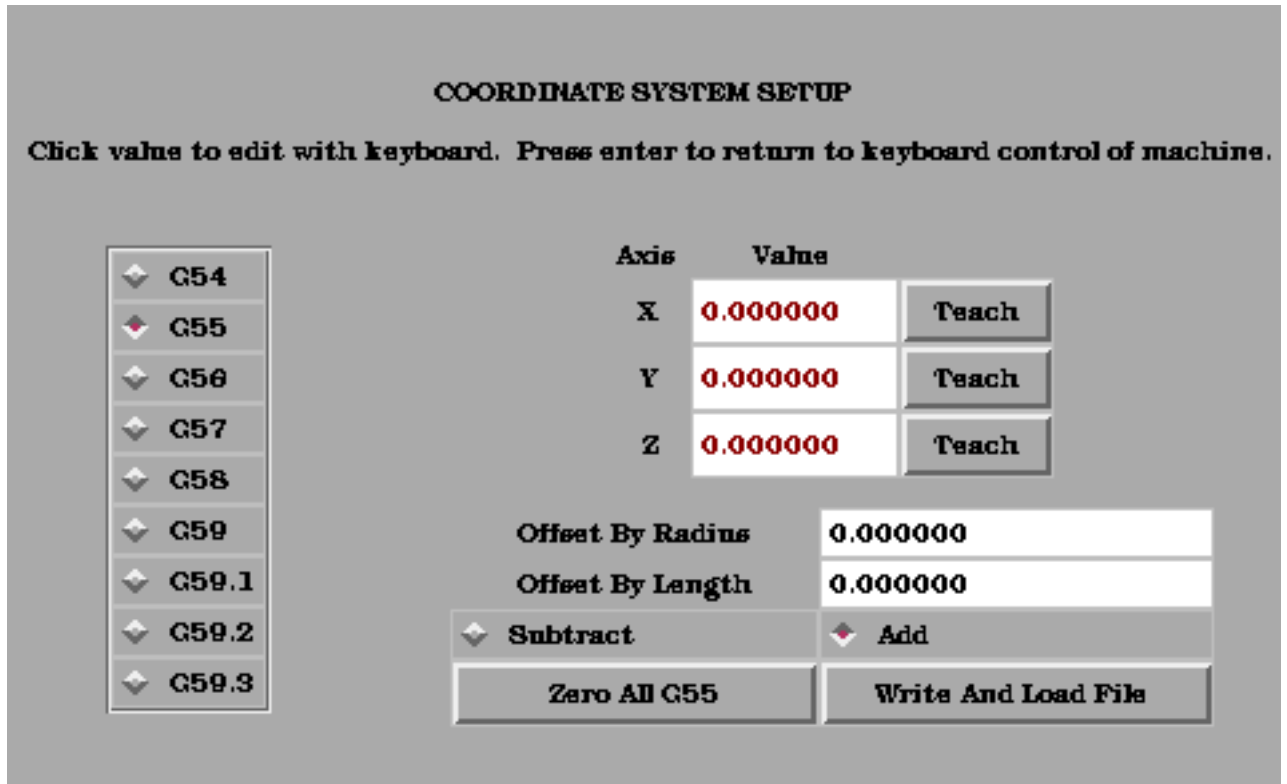 COORDINATE SYSTEM SETUP
Click value to edit with keyboard. Press enter to return to keyboard control of machine.
G54
G55
G56
G57
G58
G59
G59.1
G59.2
G59.3
Axis Value
X 0.000000 Teach
Y 0.000000 Teach
Z 0.000000 Teach
Offset By Radius 0.000000
Offset By Length 0.000000
Subtract Add
Zero All G55 Write And Load File